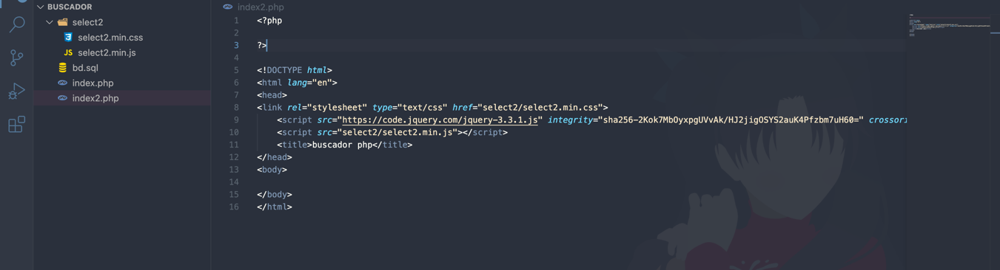 BUSCADOR
select2
select2.min.css
JS select2.min.js
bd.sql
index.php
index2.php
index2.php
1 <?php
2
3 ?>
4
5 <!DOCTYPE html>
6 <html lang="en">
7 <head>
8 <link rel="stylesheet" type="text/css" href="select2/select2.min.css">
9 <script src="https://code.jquery.com/jquery-3.3.1.js" integrity="sha256-2Kok7MbOyxpgUVvAk/HJ2jigOSYS2auK4Pfzbm7uH60=" crossori
10 <script src="select2/select2.min.js"></script>
11 <title>buscador php</title>
12 </head>
13 <body>
14
15 </body>
16 </html>